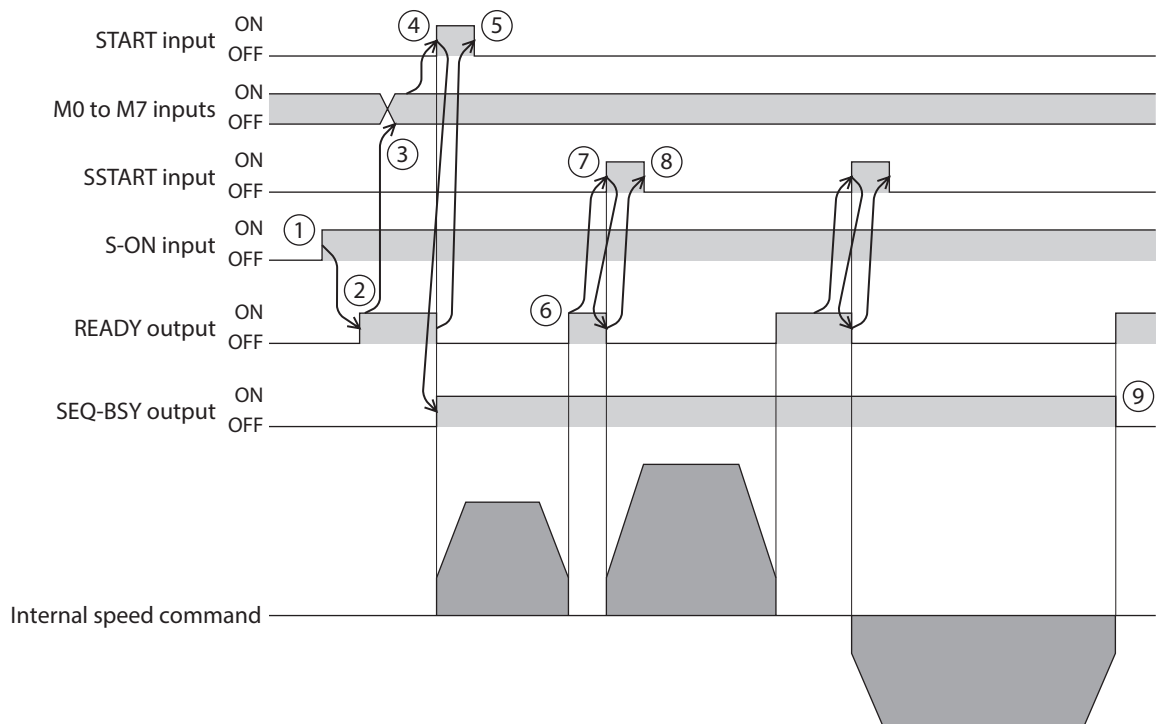 START input ON OFF ④ ⑤
M0 to M7 inputs ON OFF ③
SSTART input ON OFF ⑦ ⑧
S-ON input ON OFF ①
READY output ON OFF ② ⑥
SEQ-BSY output ON OFF ⑨
Internal speed command